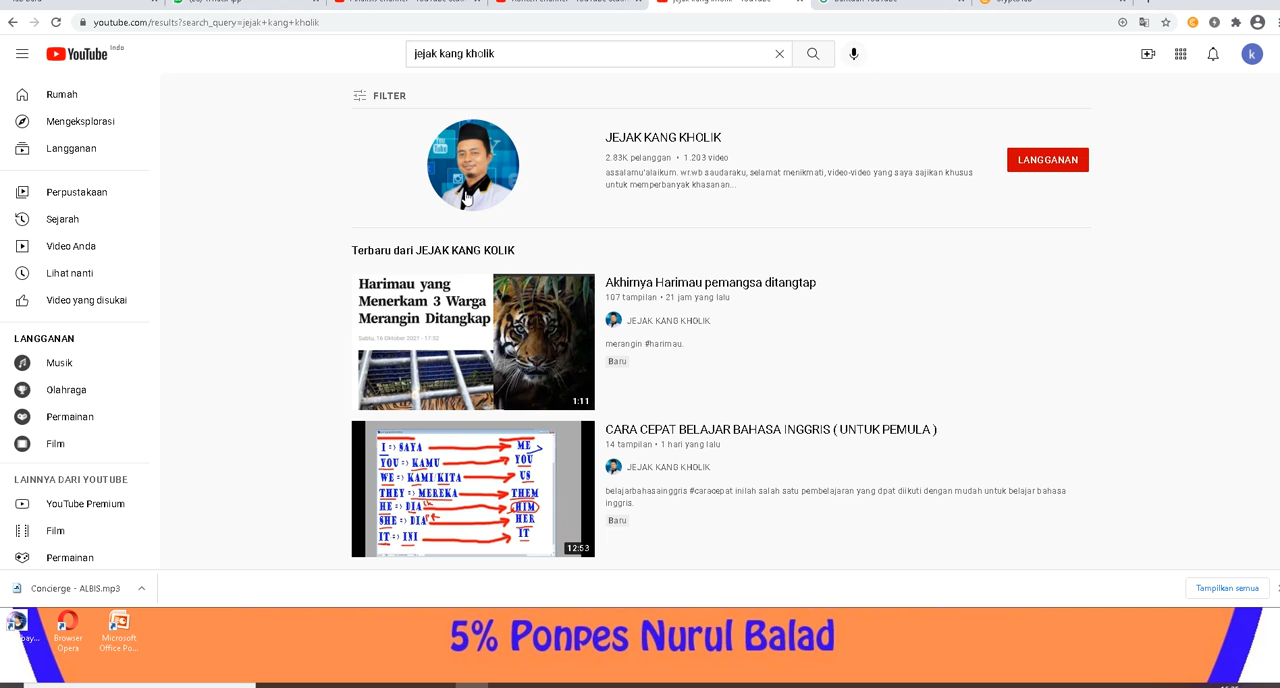 youtube.com/results?search_query=jejak+kang+kholik
YouTube Indo
jejak kang kholik
k
Rumah
Mengeksplorasi
Langganan
Perpustakaan
Sejarah
Video Anda
Lihat nanti
Video yang disukai
LANGGANAN
Musik
Olahraga
Permainan
Film
LAINNYA DARI YOUTUBE
YouTube Premium
Film
Permainan
FILTER
JEJAK KANG KHOLIK
2.83K pelanggan • 1.203 video
assalamu'alaikum. wr.wb saudaraku, selamat menikmati, video-video yang saya sajikan khusus
untuk memperbanyak khasanan...
LANGGANAN
Terbaru dari JEJAK KANG KOLIK
Harimau yang
Menerkam 3 Warga
Merangin Ditangkap
Sabtu, 16 Oktober 2021 - 17:32
1:11
Akhirnya Harimau pemangsa ditangtap
107 tampilan • 21 jam yang lalu
JEJAK KANG KHOLIK
merangin #harimau.
Baru
I => SAYA ME
YOU => KAMU YOU
WE => KAMI/KITA US
THEY => MEREKA THEM
HE => DIA HIM
SHE => DIA HER
IT => INI IT
12:53
CARA CEPAT BELAJAR BAHASA INGGRIS ( UNTUK PEMULA )
14 tampilan • 1 hari yang lalu
JEJAK KANG KHOLIK
belajarbahasainggris #caracepat inilah salah satu pembelajaran yang dpat diikuti dengan mudah untuk belajar bahasa
inggris.
Baru
Concierge - ALBIS.mp3
Tampilkan semua
Browser
Opera
Microsoft
Office Po...
5% Ponpes Nurul Balad